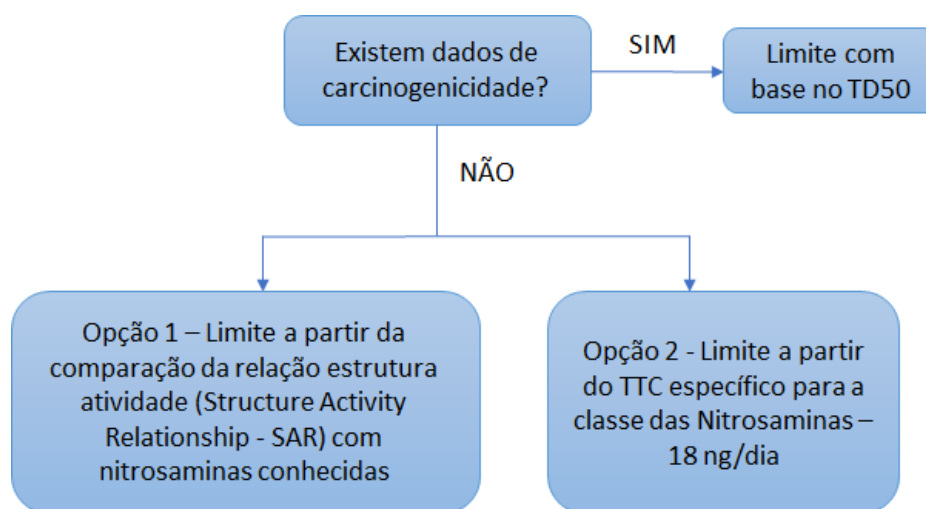 Existem dados de
carcinogenicidade?
SIM
Limite com
base no TD50
NÃO
Opção 1 – Limite a partir da
comparação da relação estrutura
atividade (Structure Activity
Relationship - SAR) com
nitrosaminas conhecidas
Opção 2 - Limite a partir
do TTC específico para a
classe das Nitrosaminas –
18 ng/dia